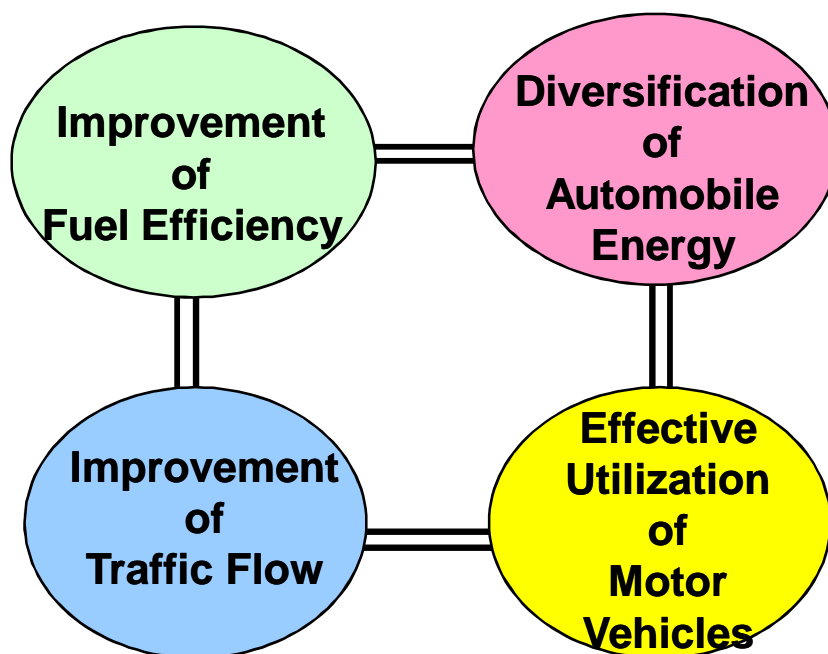 Improvement
of
Fuel Efficiency
Diversification
of
Automobile
Energy
Improvement
of
Traffic Flow
Effective
Utilization
of
Motor
Vehicles